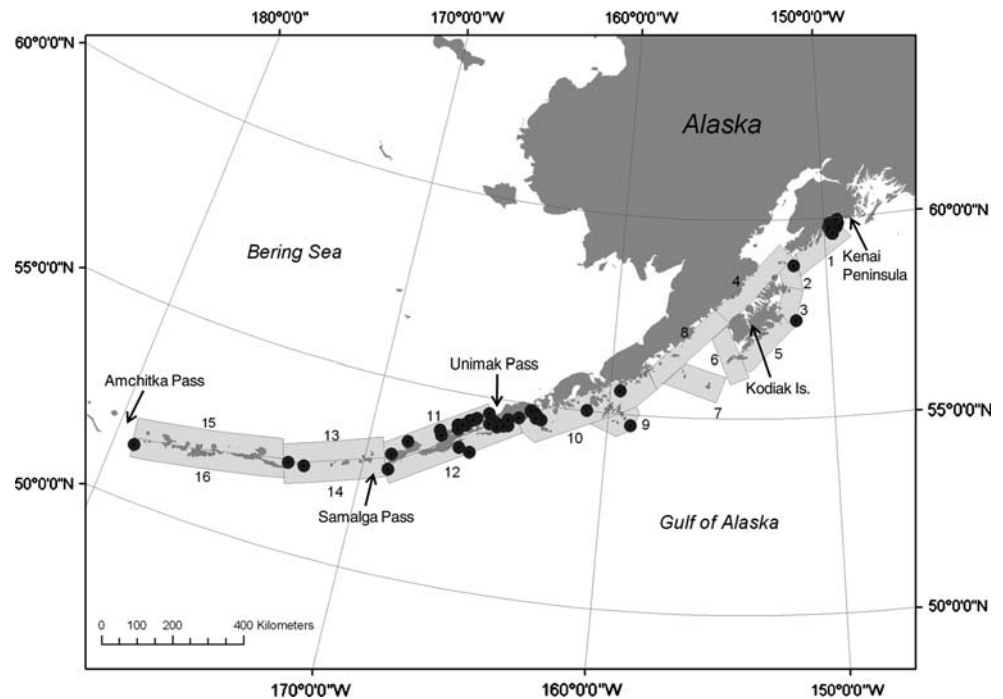 180°0'0" 170°0'0"W 160°0'0"W 150°0'0"W
60°0'0"N
Alaska
60°0'0"N
Bering Sea
Kenai
Peninsula
1
55°0'0"N
4
2
3
8
Unimak Pass
6
5
Amchitka Pass
Kodiak Is.
7
55°0'0"N
11
15
13
9
10
12
16
50°0'0"N
14
Samalga Pass
Gulf of Alaska
0 100 200 400 Kilometers
50°0'0"N
170°0'0"W 160°0'0"W 150°0'0"W